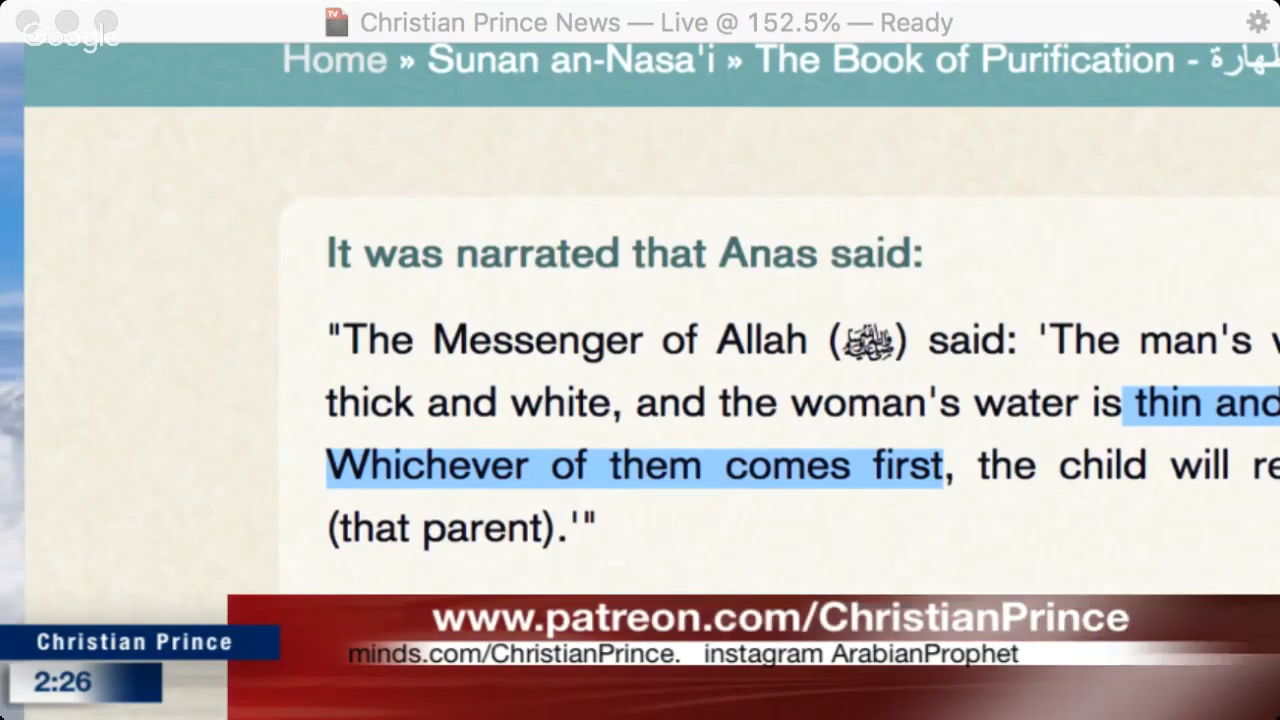 Christian Prince News — Live @ 152.5% — Ready
Google
Home » Sunan an-Nasa'i » The Book of Purification -
It was narrated that Anas said:
"The Messenger of Allah (ﷺ) said: 'The man's
thick and white, and the woman's water is thin and
Whichever of them comes first, the child will
(that parent).'"
www.patreon.com/ChristianPrince
Christian Prince
minds.com/ChristianPrince. instagram ArabianProphet
2:26